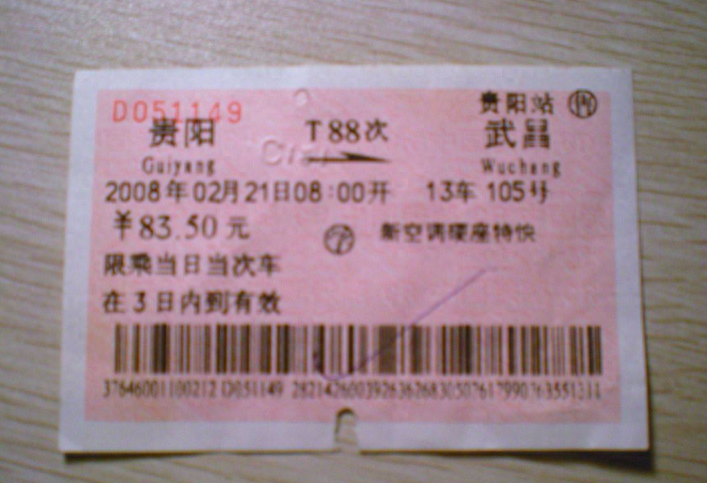 D051149 贵阳站 售
贵阳 T88次 武昌
Guiyang Wuchang
2008年02月21日08:00开 13车 105号
￥83.50元 学 新空调硬座特快
限乘当日当次车
在3日内到有效